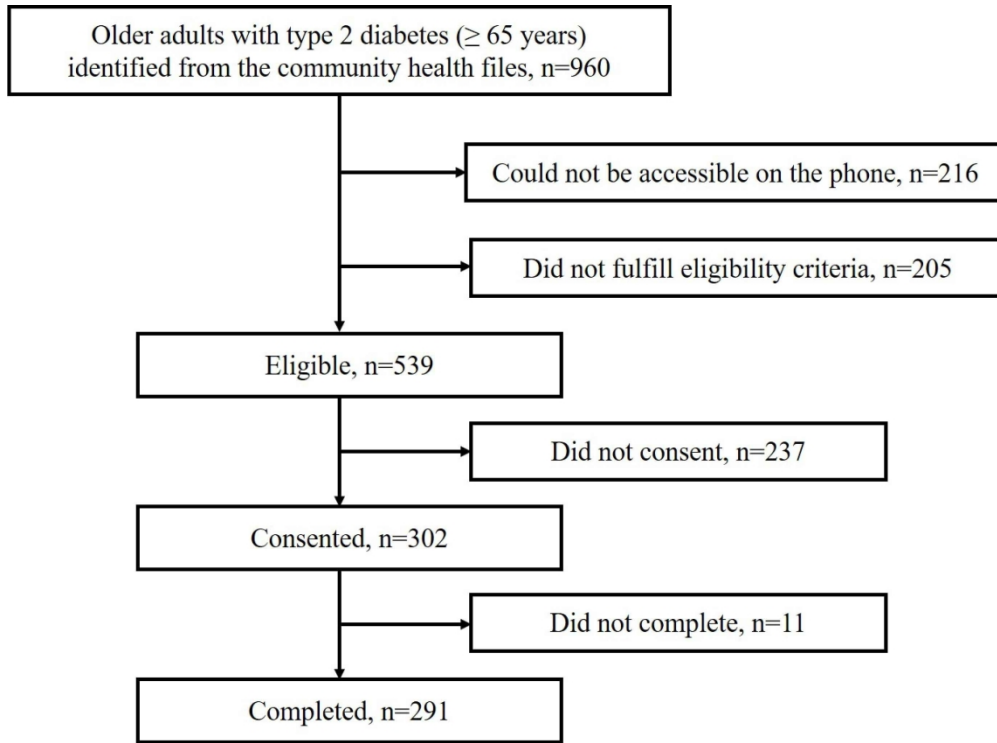 Older adults with type 2 diabetes (≥ 65 years)
identified from the community health files, n=960
Could not be accessible on the phone, n=216
Did not fulfill eligibility criteria, n=205
Eligible, n=539
Did not consent, n=237
Consented, n=302
Did not complete, n=11
Completed, n=291